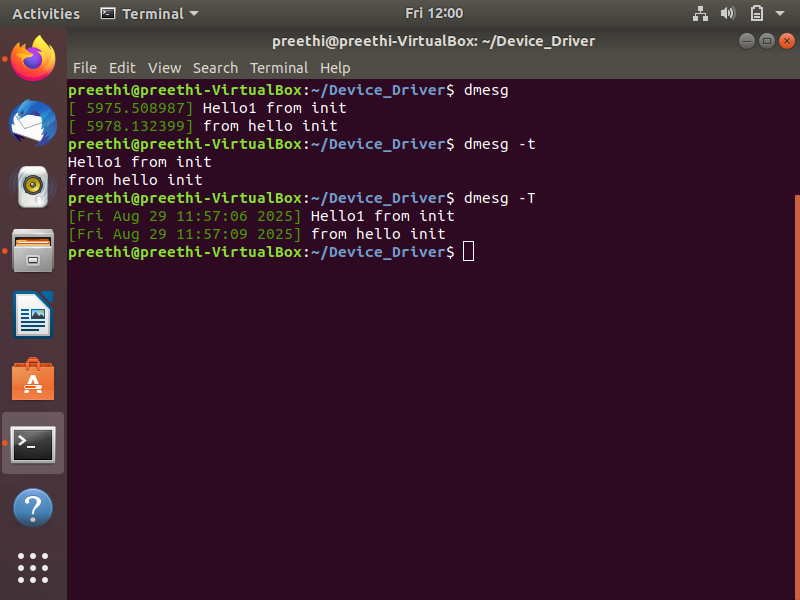 Activities Terminal Fri 12:00
preethi@preethi-VirtualBox: ~/Device_Driver
File Edit View Search Terminal Help
preethi@preethi-VirtualBox:~/Device_Driver$ dmesg
[ 5975.508987] Hello1 from init
[ 5978.132399] from hello init
preethi@preethi-VirtualBox:~/Device_Driver$ dmesg -t
Hello1 from init
from hello init
preethi@preethi-VirtualBox:~/Device_Driver$ dmesg -T
[Fri Aug 29 11:57:06 2025] Hello1 from init
[Fri Aug 29 11:57:09 2025] from hello init
preethi@preethi-VirtualBox:~/Device_Driver$